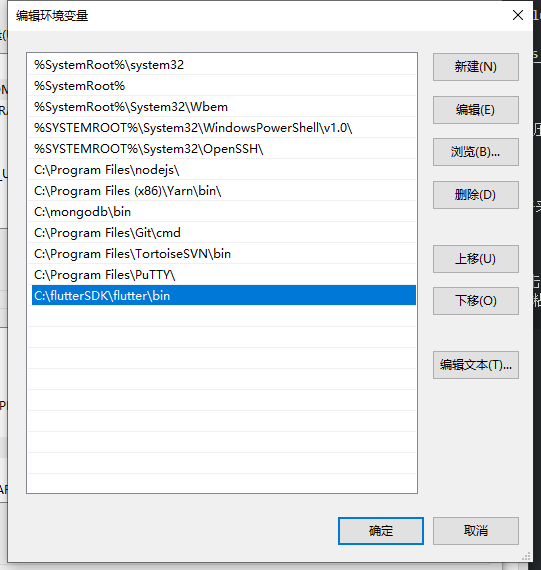 编辑环境变量
%SystemRoot%\system32
%SystemRoot%
%SystemRoot%\System32\Wbem
%SYSTEMROOT%\System32\WindowsPowerShell\v1.0\
%SYSTEMROOT%\System32\OpenSSH\
C:\Program Files\nodejs\
C:\Program Files (x86)\Yarn\bin\
C:\mongodb\bin
C:\Program Files\Git\cmd
C:\Program Files\TortoiseSVN\bin
C:\Program Files\PuTTY\
C:\flutterSDK\flutter\bin
新建(N)
编辑(E)
浏览(B)...
删除(D)
上移(U)
下移(O)
编辑文本(T)...
确定
取消